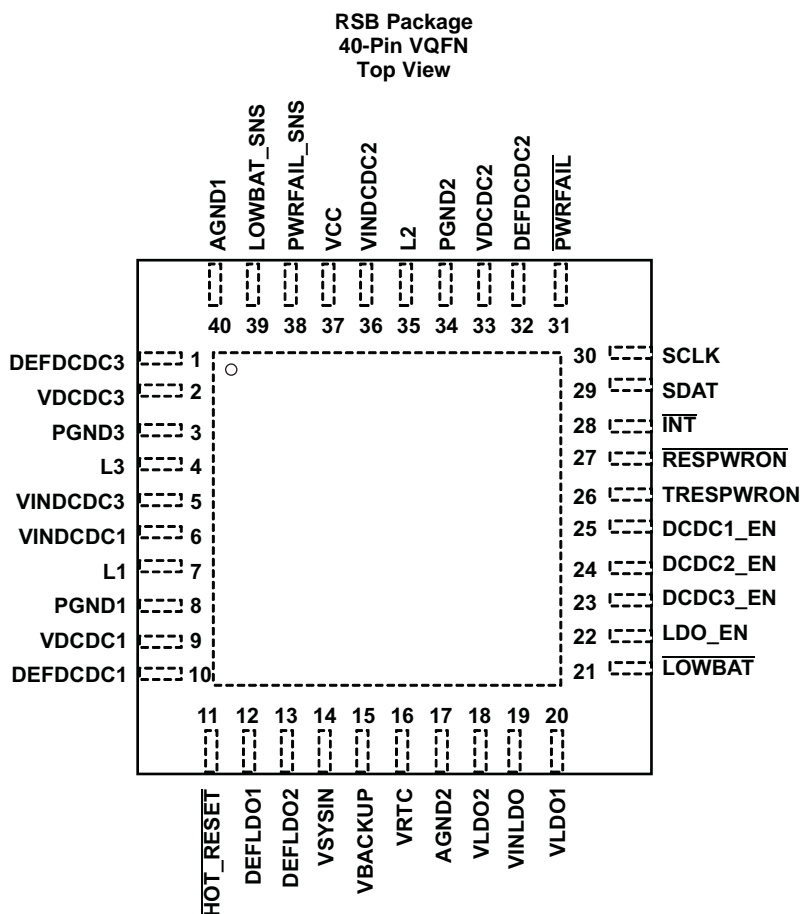 RSB Package
40-Pin VQFN
Top View
AGND1
LOWBAT_SNS
PWRFAIL_SNS
VCC
VINDCDC2
L2
PGND2
VDCDC2
DEFDCDC2
PWRFAIL
40 39 38 37 36 35 34 33 32 31
DEFDCDC3 1
VDCDC3 2
PGND3 3
L3 4
VINDCDC3 5
VINDCDC1 6
L1 7
PGND1 8
VDCDC1 9
DEFDCDC1 10
30 SCLK
29 SDAT
28 INT
27 RESPWRON
26 TRESPWRON
25 DCDC1_EN
24 DCDC2_EN
23 DCDC3_EN
22 LDO_EN
21 LOWBAT
11 12 13 14 15 16 17 18 19 20
HOT_RESET
DEFLDO1
DEFLDO2
VSYSIN
VBACKUP
VRTC
AGND2
VLDO2
VINLDO
VLDO1